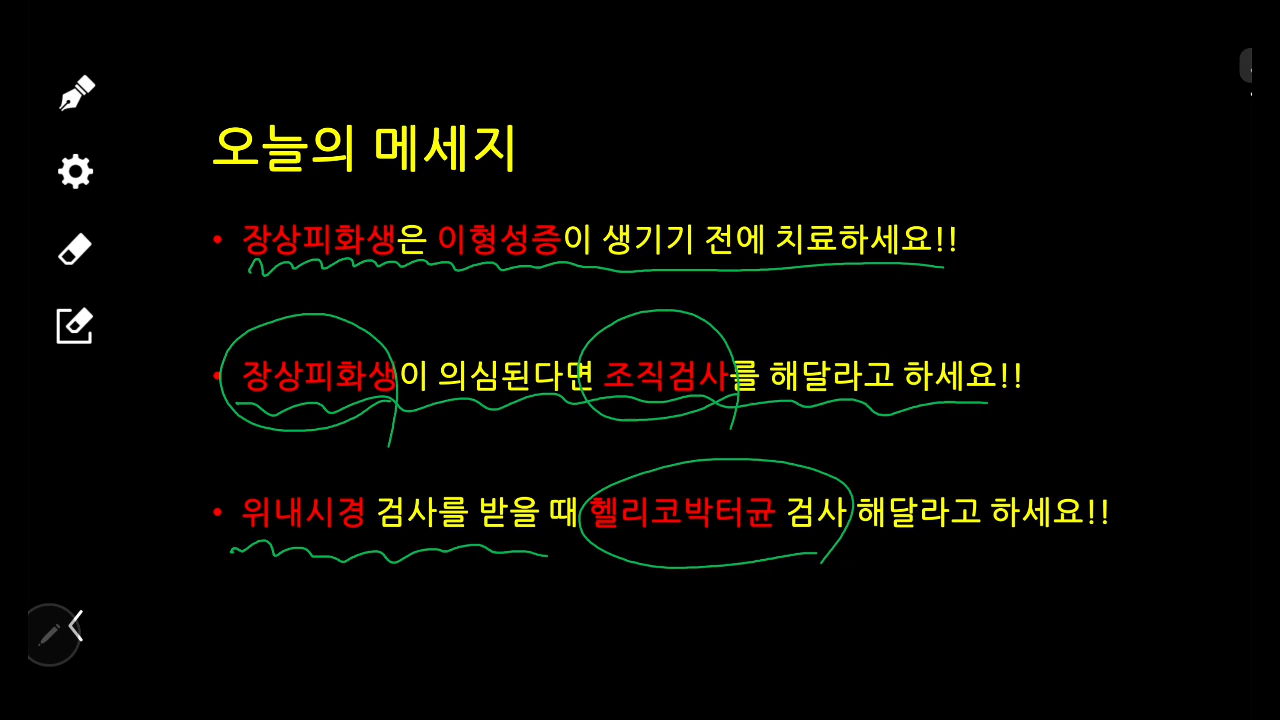 오늘의 메세지
• 장상피화생은 이형성증이 생기기 전에 치료하세요!!
• 장상피화생이 의심된다면 조직검사를 해달라고 하세요!!
• 위내시경 검사를 받을 때 헬리코박터균 검사 해달라고 하세요!!